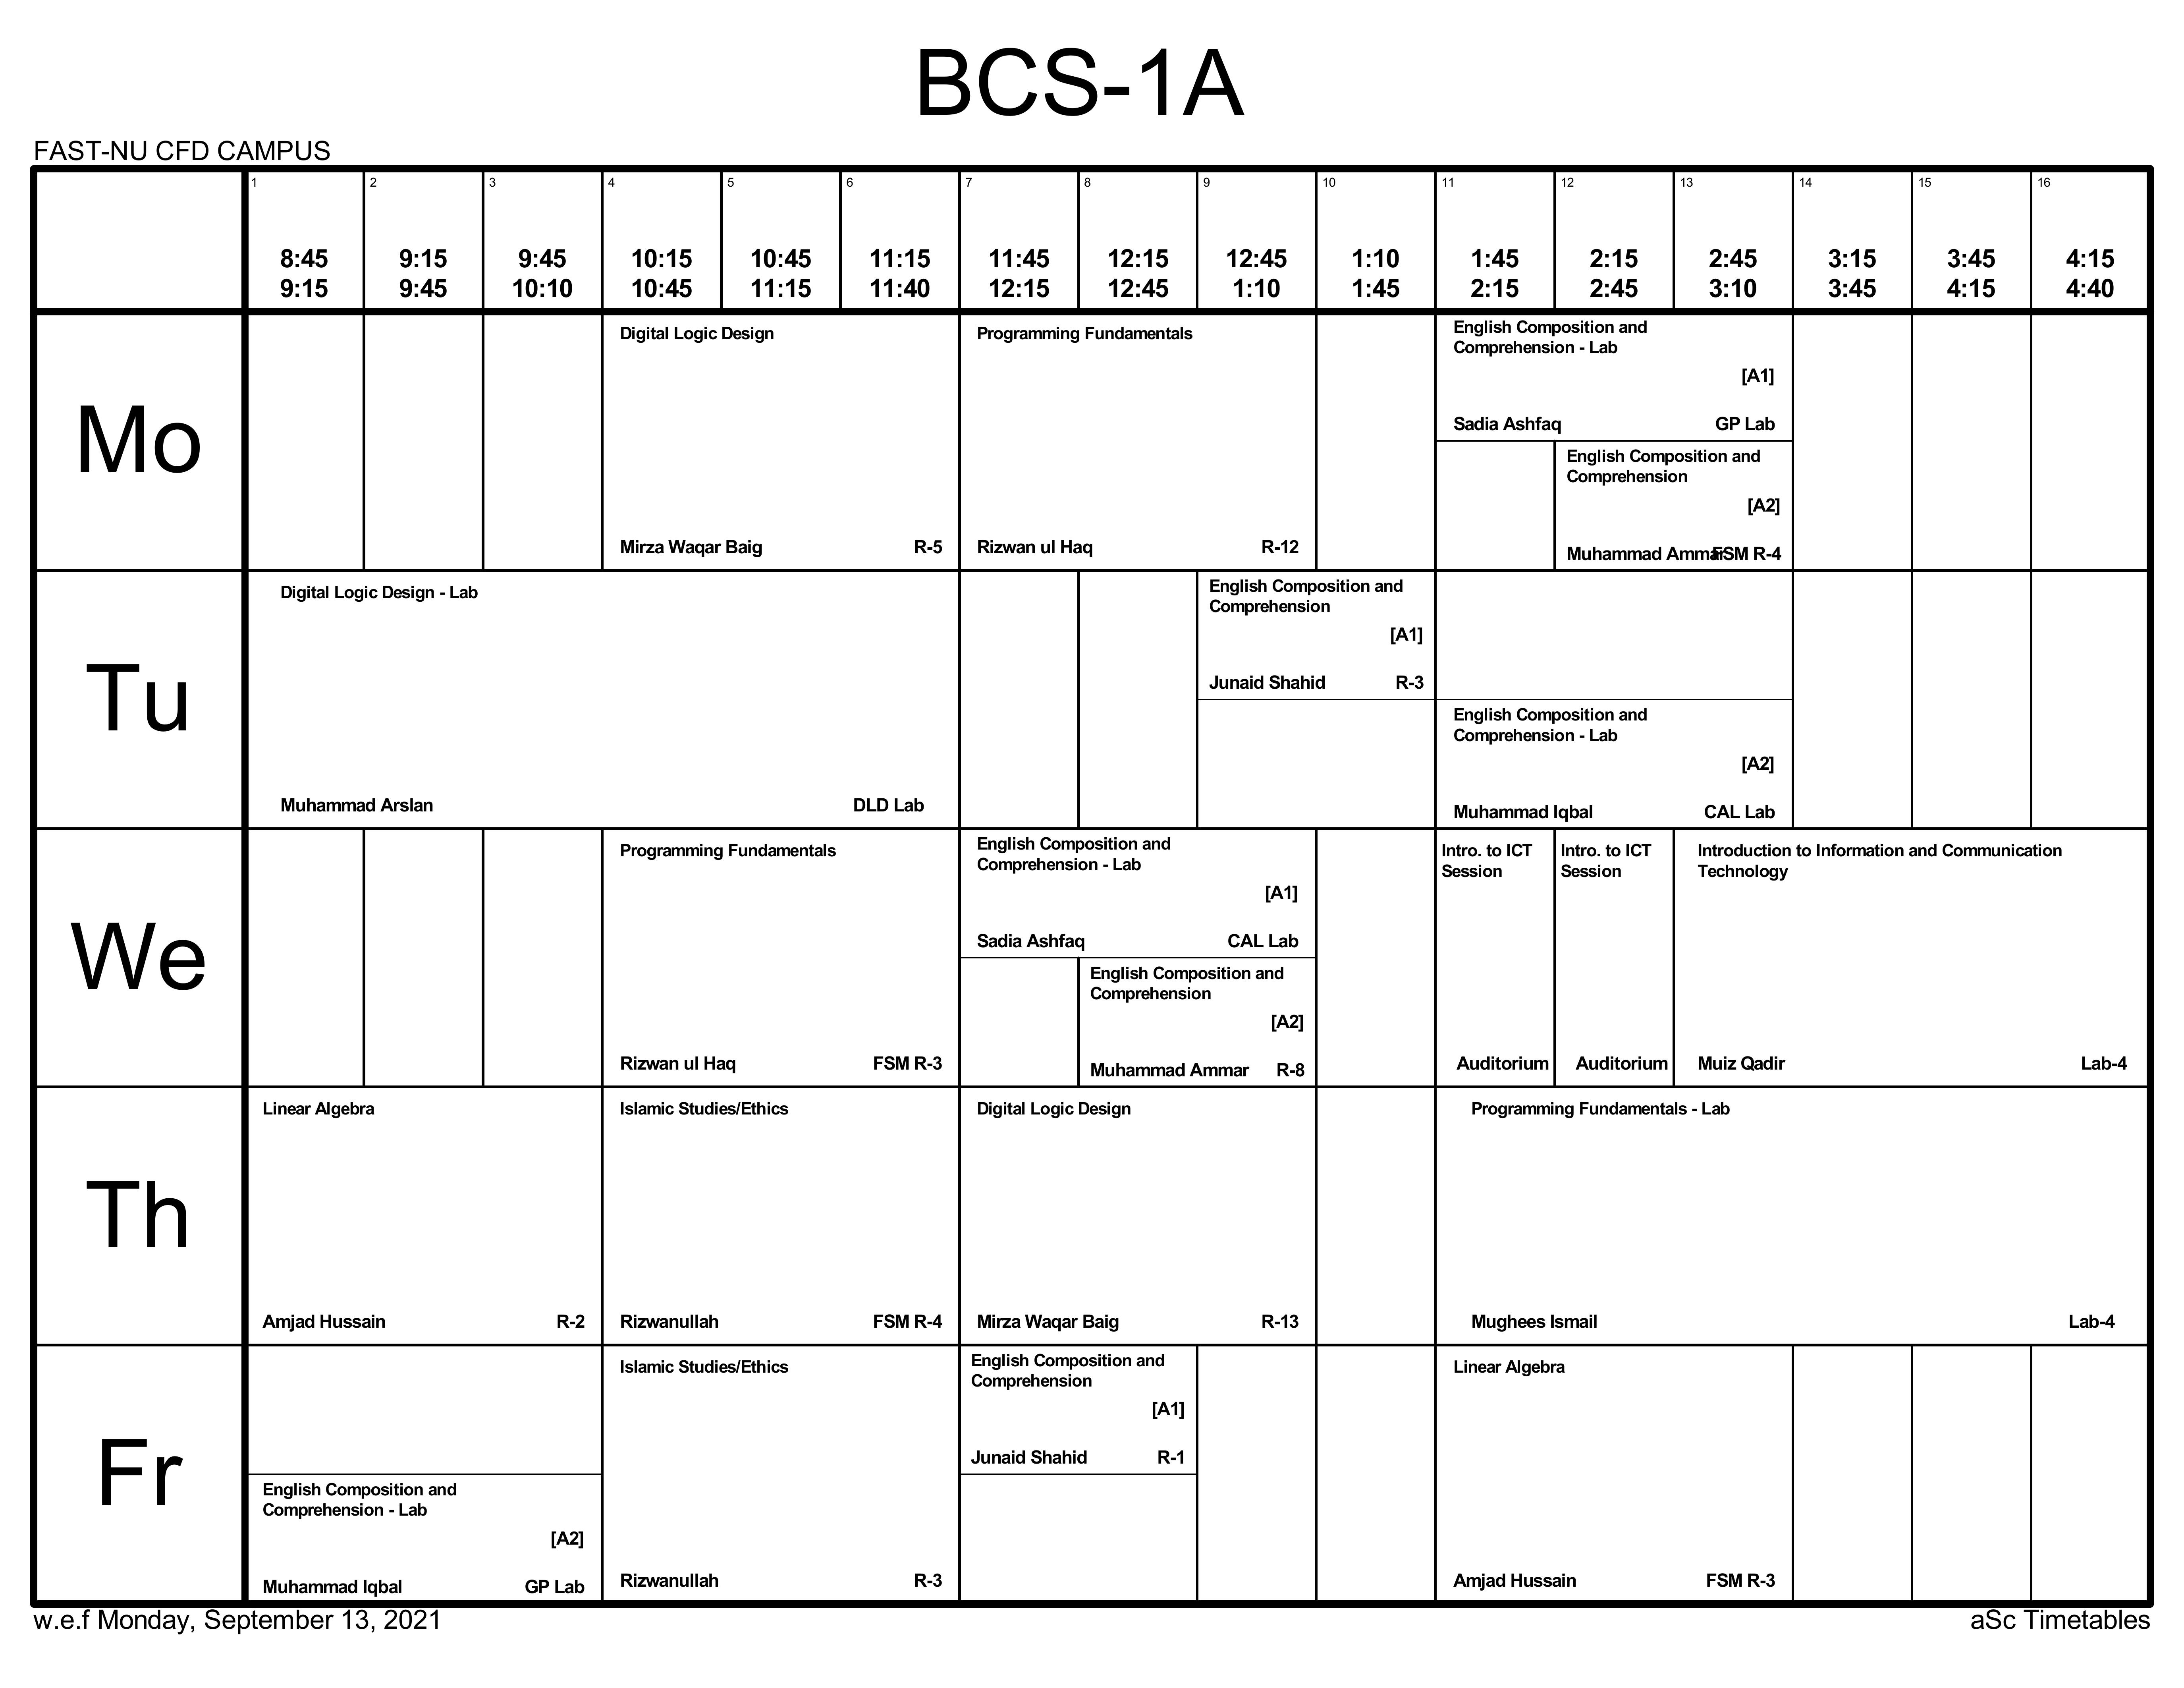 BCS-1A
FAST-NU CFD CAMPUS
1 2 3 4 5 6 7 8 9 10 11 12 13 14 15 16
8:45 9:15 9:45 10:15 10:45 11:15 11:45 12:15 12:45 1:10 1:45 2:15 2:45 3:15 3:45 4:15
9:15 9:45 10:10 10:45 11:15 11:40 12:15 12:45 1:10 1:45 2:15 2:45 3:10 3:45 4:15 4:40
Mo
Digital Logic Design
Mirza Waqar Baig R-5
Programming Fundamentals
Rizwan ul Haq R-12
English Composition and
Comprehension - Lab
[A1]
Sadia Ashfaq GP Lab
English Composition and
Comprehension
[A2]
Muhammad Ammar FSM R-4
Tu
Digital Logic Design - Lab
Muhammad Arslan DLD Lab
English Composition and
Comprehension
[A1]
Junaid Shahid R-3
English Composition and
Comprehension - Lab
[A2]
Muhammad Iqbal CAL Lab
We
Programming Fundamentals
Rizwan ul Haq FSM R-3
English Composition and
Comprehension - Lab
[A1]
Sadia Ashfaq CAL Lab
English Composition and
Comprehension
[A2]
Muhammad Ammar R-8
Intro. to ICT
Session
Auditorium
Intro. to ICT
Session
Auditorium
Introduction to Information and Communication
Technology
Muiz Qadir Lab-4
Th
Linear Algebra
Amjad Hussain R-2
Islamic Studies/Ethics
Rizwanullah FSM R-4
Digital Logic Design
Mirza Waqar Baig R-13
Programming Fundamentals - Lab
Mughees Ismail Lab-4
Fr
English Composition and
Comprehension - Lab
[A2]
Muhammad Iqbal GP Lab
Islamic Studies/Ethics
Rizwanullah R-3
English Composition and
Comprehension
[A1]
Junaid Shahid R-1
Linear Algebra
Amjad Hussain FSM R-3
w.e.f Monday, September 13, 2021
aSc Timetables